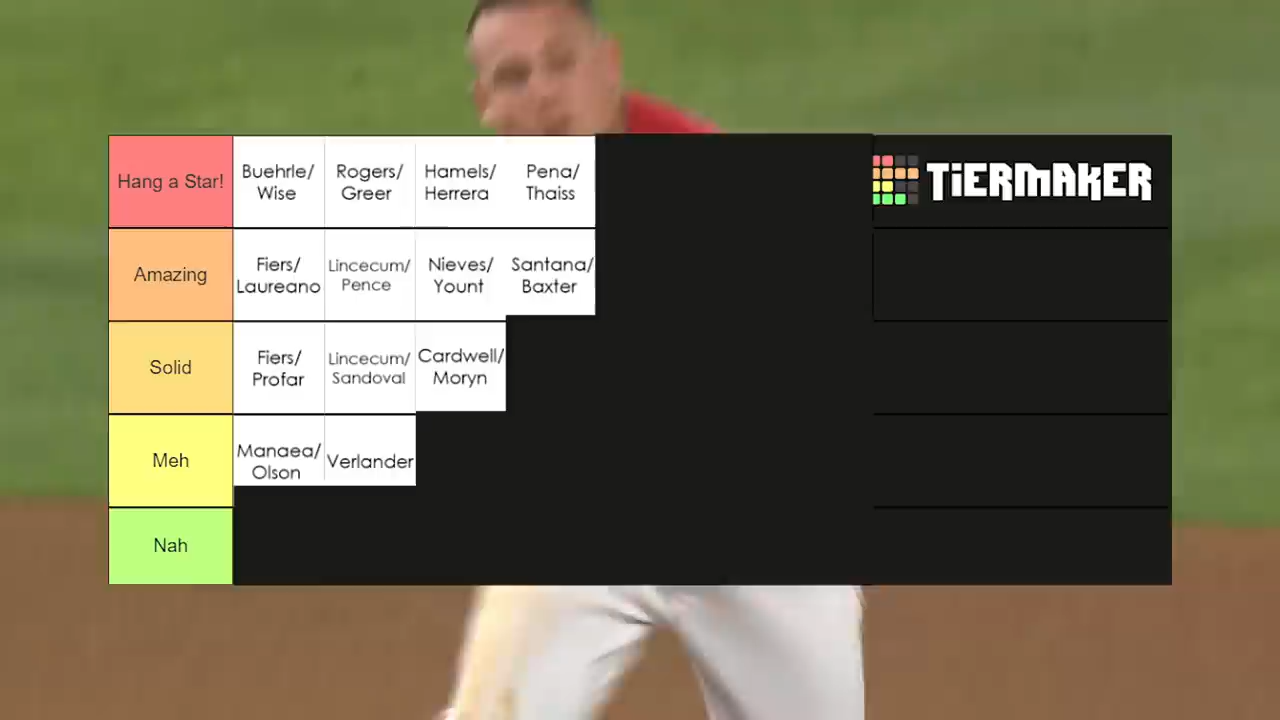 Hang a Star!
Buehrle/
Wise
Rogers/
Greer
Hamels/
Herrera
Pena/
Thaiss
TiERMAKER
Amazing
Fiers/
Laureano
Lincecum/
Pence
Nieves/
Yount
Santana/
Baxter
Solid
Fiers/
Profar
Lincecum/
Sandoval
Cardwell/
Moryn
Meh
Manaea/
Olson
Verlander
Nah